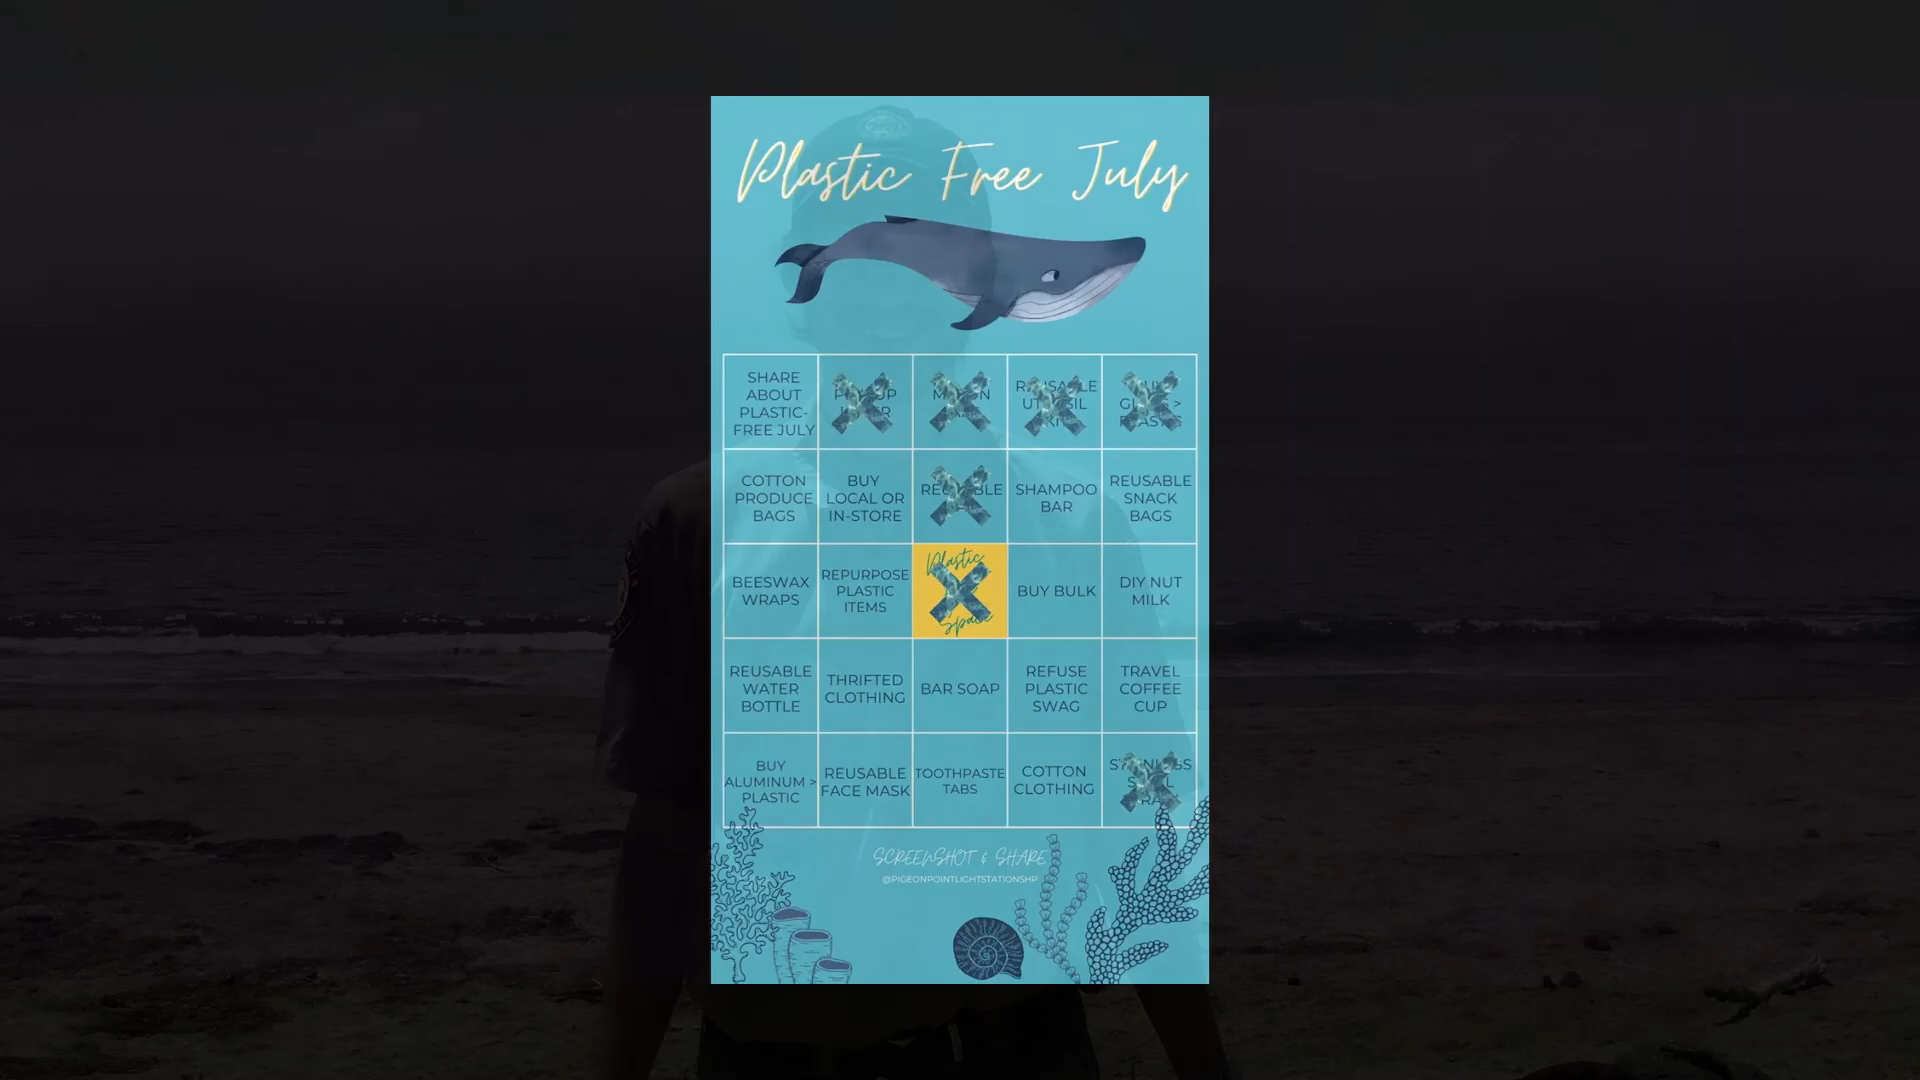 Plastic Free July
SHARE
ABOUT
PLASTIC-
FREE JULY
COTTON
PRODUCE
BAGS
BUY
LOCAL OR
IN-STORE
SHAMPOO
BAR
REUSABLE
SNACK
BAGS
BEESWAX
WRAPS
REPURPOSE
PLASTIC
ITEMS
Plastic
Space
BUY BULK
DIY NUT
MILK
REUSABLE
WATER
BOTTLE
THRIFTED
CLOTHING
BAR SOAP
REFUSE
PLASTIC
SWAG
TRAVEL
COFFEE
CUP
BUY
ALUMINUM >
PLASTIC
REUSABLE
FACE MASK
TOOTHPASTE
TABS
COTTON
CLOTHING
SCREENSHOT & SHARE
@PIGEONPOINTLIGHTSTATIONSHP